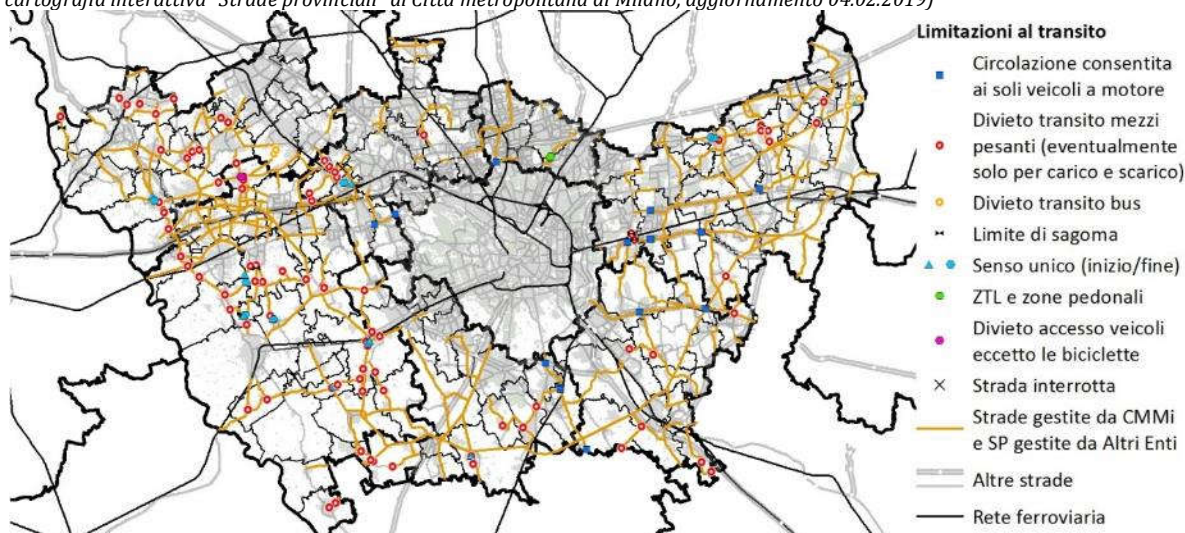 cartografia interattiva "Strade provinciali" di Città metropolitana di Milano, aggiornamento 04.02.2019)
Limitazioni al transito
Circolazione consentita
ai soli veicoli a motore
Divieto transito mezzi
pesanti (eventualmente
solo per carico e scarico)
Divieto transito bus
Limite di sagoma
Senso unico (inizio/fine)
ZTL e zone pedonali
Divieto accesso veicoli
eccetto le biciclette
Strada interrotta
Strade gestite da CMMi
e SP gestite da Altri Enti
Altre strade
Rete ferroviaria